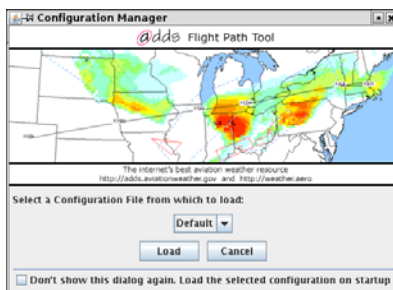 Configuration Manager
adds Flight Path Tool
The internet's best aviation weather resource
http://adds.aviationweather.gov and http://weather.aero
Select a Configuration File from which to load:
Default
Load Cancel
Don't show this dialog again. Load the selected configuration on startup